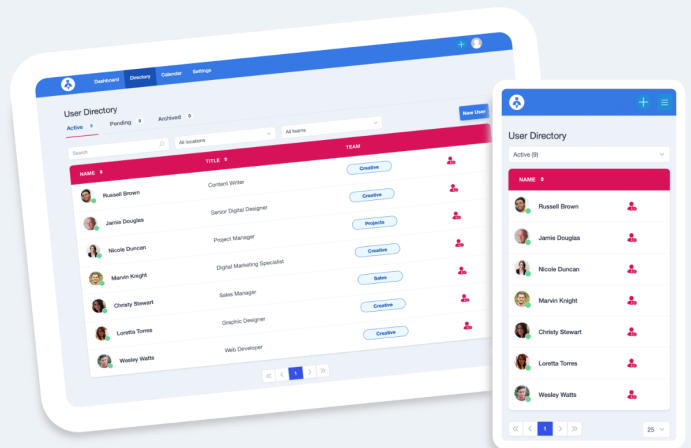 Dashboard Directory Calendar Settings
User Directory
Active 9 Pending 0 Archived 0
New User
Search All locations All teams
NAME TITLE TEAM
Russell Brown Content Writer Creative
Jamie Douglas Senior Digital Designer Creative
Nicole Duncan Project Manager Projects
Marvin Knight Digital Marketing Specialist Creative
Christy Stewart Sales Manager Sales
Loretta Torres Graphic Designer Creative
Wesley Watts Web Developer Creative
« < 1 > »
User Directory
Active (9)
NAME
Russell Brown
Jamie Douglas
Nicole Duncan
Marvin Knight
Christy Stewart
Loretta Torres
Wesley Watts
« < 1 > » 25